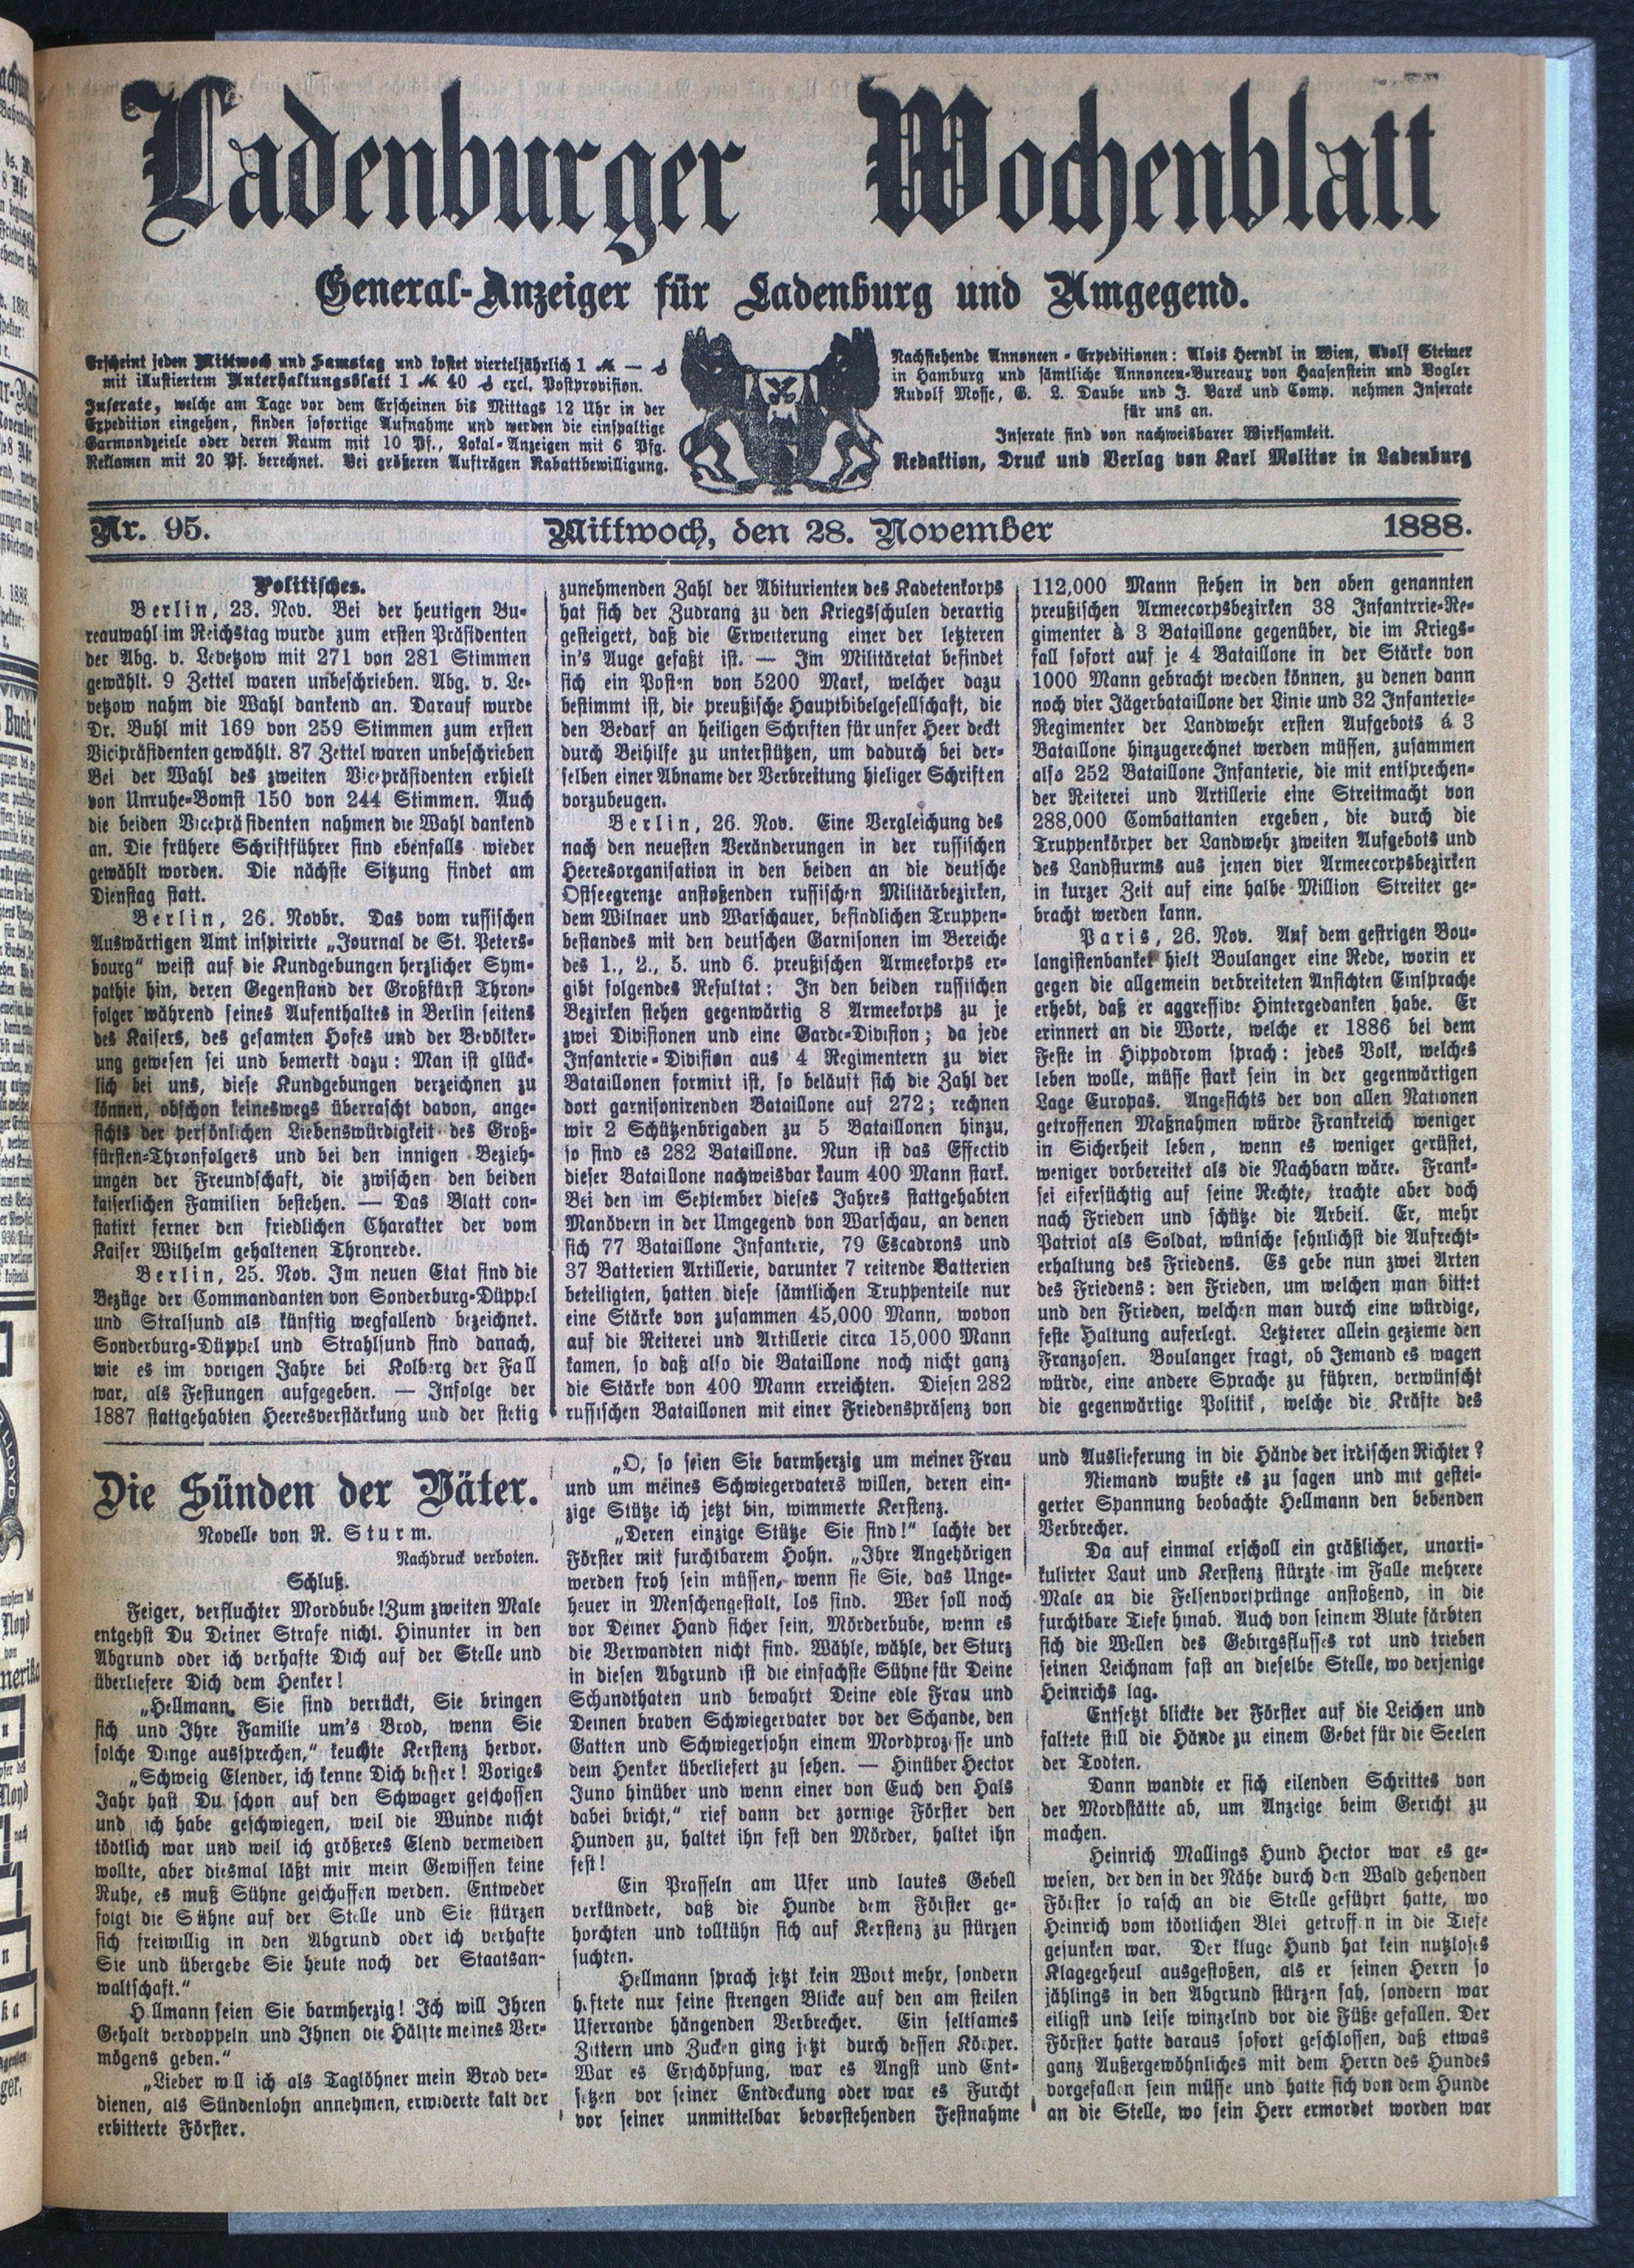 Ladenburger Wochenblatt
General-Anzeiger für Ladenburg und Umgegend.
Erscheint jeden Mittwoch und Samstag und kostet vierteljährlich 1 ℳ — ₰
mit illustiertem Unterhaltungsblatt 1 ℳ 40 ₰ excl. Postprovision.
Inserate, welche am Tage vor dem Erscheinen bis Mittags 12 Uhr in der
Expedition eingehen, finden sofortige Aufnahme und werden die einspaltige
Garmondzeile oder deren Raum mit 10 Pf., Lokal-Anzeigen mit 6 Pfg.
Reklamen mit 20 Pf. berechnet. Bei größeren Aufträgen Rabattbewilligung.
Nachstehende Annoncen-Expeditionen: Alois Herndl in Wien, Adolf Steiner
in Hamburg und sämtliche Annoncen-Bureaux von Haasenstein und Vogler
Rudolf Mosse, G. L. Daube und J. Barck und Comp. nehmen Inserate
für uns an.
Inserate sind von nachweisbarer Wirksamkeit.
Redaktion, Druck und Verlag von Karl Molitor in Ladenburg
Nr. 95. Mittwoch, den 28. November 1888.
Politisches.
Berlin, 23. Nov. Bei der heutigen Bu-
reauwahl im Reichstag wurde zum ersten Präsidenten
der Abg. v. Levetzow mit 271 von 281 Stimmen
gewählt. 9 Zettel waren unbeschrieben. Abg. v. Le-
vetzow nahm die Wahl dankend an. Darauf wurde
Dr. Buhl mit 169 von 259 Stimmen zum ersten
Vicipräsidenten gewählt. 87 Zettel waren unbeschrieben
Bei der Wahl des zweiten Vicepräsidenten erhielt
von Unruhe-Bomst 150 von 244 Stimmen. Auch
die beiden Vicepräsidenten nahmen die Wahl dankend
an. Die frühere Schriftführer sind ebenfalls wieder
gewählt worden. Die nächste Sitzung findet am
Dienstag statt.
Berlin, 26. Novbr. Das vom russischen
Auswärtigen Amt inspirirte „Journal de St. Peters-
bourg“ weist auf die Kundgebungen herzlicher Sym-
pathie hin, deren Gegenstand der Großfürst Thron-
folger während seines Aufenthaltes in Berlin seitens
des Kaisers, des gesamten Hofes und der Bevölker-
ung gewesen sei und bemerkt dazu: Man ist glück-
lich bei uns, diese Kundgebungen verzeichnen zu
können, obschon keineswegs überrascht davon, ange-
sichts der persönlichen Liebenswürdigkeit des Groß-
fürsten-Thronfolgers und bei den innigen Bezieh-
ungen der Freundschaft, die zwischen den beiden
kaiserlichen Familien bestehen. — Das Blatt con-
statirt ferner den friedlichen Charakter der vom
Kaiser Wilhelm gehaltenen Thronrede.
Berlin, 25. Nov. Im neuen Etat sind die
Bezüge der Commandanten von Sonderburg-Düppel
und Stralsund als künftig wegfallend bezeichnet.
Sonderburg-Düppel und Strahlsund sind danach,
wie es im vorigen Jahre bei Kolberg der Fall
war, als Festungen aufgegeben. — Infolge der
1887 stattgehabten Heeresverstärkung und der stetig
zunehmenden Zahl der Abiturienten des Kadetenkorps
hat sich der Zudrang zu den Kriegsschulen derartig
gesteigert, daß die Erweiterung einer der letzteren
in's Auge gefaßt ist. — Im Militäretat befindet
sich ein Posten von 5200 Mark, welcher dazu
bestimmt ist, die preußische Hauptbibelgesellschaft, die
den Bedarf an heiligen Schriften für unser Heer deckt
durch Beihilfe zu unterstützen, um dadurch bei der-
selben einer Abname der Verbreitung hieliger Schriften
vorzubeugen.
Berlin, 26. Nov. Eine Vergleichung des
nach den neuesten Veränderungen in der russischen
Heeresorganisation in den beiden an die deutsche
Ostseegrenze anstoßenden russischen Militärbezirken,
dem Wilnaer und Warschauer, befindlichen Truppen-
bestandes mit den deutschen Garnisonen im Bereiche
des 1., 2., 5. und 6. preußischen Armeekorps er-
gibt folgendes Resultat: In den beiden russischen
Bezirken stehen gegenwärtig 8 Armeekorps zu je
zwei Divisionen und eine Garde-Division; da jede
Infanterie-Division aus 4 Regimentern zu vier
Bataillonen formirt ist, so beläuft sich die Zahl der
dort garnisonirenden Bataillone auf 272; rechnen
wir 2 Schützenbrigaden zu 5 Bataillonen hinzu,
so sind es 282 Bataillone. Nun ist das Effectiv
dieser Bataillone nachweisbar kaum 400 Mann stark.
Bei den im September dieses Jahres stattgehabten
Manövern in der Umgegend von Warschau, an denen
sich 77 Bataillone Infanterie, 79 Escadrons und
37 Batterien Artillerie, darunter 7 reitende Batterien
beteiligten, hatten diese sämtlichen Truppenteile nur
eine Stärke von zusammen 45,000 Mann, wovon
auf die Reiterei und Artillerie circa 15,000 Mann
kamen, so daß also die Bataillone noch nicht ganz
die Stärke von 400 Mann erreichten. Diesen 282
russischen Bataillonen mit einer Friedenspräsenz von
112,000 Mann stehen in den oben genannten
preußischen Armeecorpsbezirken 38 Infantrrie-Re-
gimenter à 3 Bataillone gegenüber, die im Kriegs-
fall sofort auf je 4 Bataillone in der Stärke von
1000 Mann gebracht werden können, zu denen dann
noch vier Jägerbataillone der Linie und 32 Infanterie-
Regimenter der Landwehr ersten Aufgebots á 3
Bataillone hinzugerechnet werden müssen, zusammen
also 252 Bataillone Infanterie, die mit entsprechen-
der Reiterei und Artillerie eine Streitmacht von
288,000 Combattanten ergeben, die durch die
Truppenkörper der Landwehr zweiten Aufgebots und
des Landsturms aus jenen vier Armeecorpsbezirken
in kurzer Zeit auf eine halbe Million Streiter ge-
bracht werden kann.
Paris, 26. Nov. Auf dem gestrigen Bou-
langistenbanket hielt Boulanger eine Rede, worin er
gegen die allgemein verbreiteten Ansichten Einsprache
erhebt, daß er aggressive Hintergedanken habe. Er
erinnert an die Worte, welche er 1886 bei dem
Feste in Hippodrom sprach: jedes Volk, welches
leben wolle, müsse stark sein in der gegenwärtigen
Lage Europas. Angesichts der von allen Nationen
getroffenen Maßnahmen würde Frankreich weniger
in Sicherheit leben, wenn es weniger gerüstet,
weniger vorbereitet als die Nachbarn wäre. Frank-
sei eifersüchtig auf seine Rechte, trachte aber doch
nach Frieden und schütze die Arbeit. Er, mehr
Patriot als Soldat, wünsche sehnlichst die Aufrecht-
erhaltung des Friedens. Es gebe nun zwei Arten
des Friedens: den Frieden, um welchen man bittet
und den Frieden, welchen man durch eine würdige,
feste Haltung auferlegt. Letzterer allein gezieme den
Franzosen. Boulanger fragt, ob Jemand es wagen
würde, eine andere Sprache zu führen, verwünscht
die gegenwärtige Politik, welche die Kräfte des
Die Sünden der Väter.
Novelle von R. Sturm.
Nachdruck verboten.
Schluß.
Feiger, verfluchter Mordbube! Zum zweiten Male
entgehst Du Deiner Strafe nicht. Hinunter in den
Abgrund oder ich verhafte Dich auf der Stelle und
überliefere Dich dem Henker!
„Hellmann, Sie sind verrückt, Sie bringen
sich und Ihre Familie um's Brod, wenn Sie
solche Dinge aussprechen,“ keuchte Kerstenz hervor.
„Schweig Elender, ich kenne Dich besser! Voriges
Jahr hast Du schon auf den Schwager geschossen
und ich habe geschwiegen, weil die Wunde nicht
tödtlich war und weil ich größeres Elend vermeiden
wollte, aber diesmal läßt mir mein Gewissen keine
Ruhe, es muß Sühne geschaffen werden. Entweder
folgt die Sühne auf der Stelle und Sie stürzen
sich freiwillig in den Abgrund oder ich verhafte
Sie und übergebe Sie heute noch der Staatsan-
waltschaft.“
Hellmann seien Sie barmherzig! Ich will Ihren
Gehalt verdoppeln und Ihnen die Hälfte meines Ver-
mögens geben.“
„Lieber will ich als Taglöhner mein Brod ver-
dienen, als Sündenlohn annehmen, erwiderte kalt der
erbitterte Förster.
„O, so seien Sie barmherzig um meiner Frau
und um meines Schwiegervaters willen, deren ein-
zige Stütze ich jetzt bin, wimmerte Kerstenz.
„Deren einzige Stütze Sie sind!“ lachte der
Förster mit furchtbarem Hohn. „Ihre Angehörigen
werden froh sein müssen, wenn sie Sie, das Unge-
heuer in Menschengestalt, los sind. Wer soll noch
vor Deiner Hand sicher sein, Mörderbube, wenn es
die Verwandten nicht sind. Wähle, wähle, der Sturz
in diesen Abgrund ist die einfachste Sühne für Deine
Schandthaten und bewahrt Deine edle Frau und
Deinen braven Schwiegervater vor der Schande, den
Gatten und Schwiegersohn einem Mordprozesse und
dem Henker überliefert zu sehen. — Hinüber Hector
Juno hinüber und wenn einer von Euch den Hals
dabei bricht,“ rief dann der zornige Förster den
Hunden zu, haltet ihn fest den Mörder, haltet ihn
fest!
Ein Prasseln am Ufer und lautes Gebell
verkündete, daß die Hunde dem Förster ge-
horchten und tollkühn sich auf Kerstenz zu stürzen
suchten.
Hellmann sprach jetzt kein Wort mehr, sondern
heftete nur seine strengen Blicke auf den am steilen
Uferrande hängenden Verbrecher. Ein seltsames
Zittern und Zucken ging jetzt durch dessen Körper.
War es Erschöpfung, war es Angst und Ent-
setzen vor seiner Entdeckung oder war es Furcht
vor seiner unmittelbar bevorstehenden Festnahme
und Auslieferung in die Hände der irdischen Richter?
Niemand wußte es zu sagen und mit gestei-
gerter Spannung beobachte Hellmann den bebenden
Verbrecher.
Da auf einmal erscholl ein gräßlicher, unarti-
kulirter Laut und Kerstenz stürzte im Falle mehrere
Male an die Felsenvorsprünge anstoßend, in die
furchtbare Tiefe hinab. Auch von seinem Blute färbten
sich die Wellen des Gebirgsflusses rot und trieben
seinen Leichnam fast an dieselbe Stelle, wo derjenige
Heinrichs lag.
Entsetzt blickte der Förster auf die Leichen und
faltete still die Hände zu einem Gebet für die Seelen
der Todten.
Dann wandte er sich eilenden Schrittes von
der Mordstätte ab, um Anzeige beim Gericht zu
machen.
Heinrich Mallings Hund Hector war es ge-
wesen, der den in der Nähe durch den Wald gehenden
Förster so rasch an die Stelle geführt hatte, wo
Heinrich vom tödtlichen Blei getroffen in die Tiefe
gesunken war. Der kluge Hund hat kein nutzloses
Klagegeheul ausgestoßen, als er seinen Herrn so
jählings in den Abgrund stürzen sah, sondern war
eiligst und leise winzelnd vor die Füße gefallen. Der
Förster hatte daraus sofort geschlossen, daß etwas
ganz Außergewöhnliches mit dem Herrn des Hundes
vorgefallen sein müsse und hatte sich von dem Hunde
an die Stelle, wo sein Herr ermordet worden war